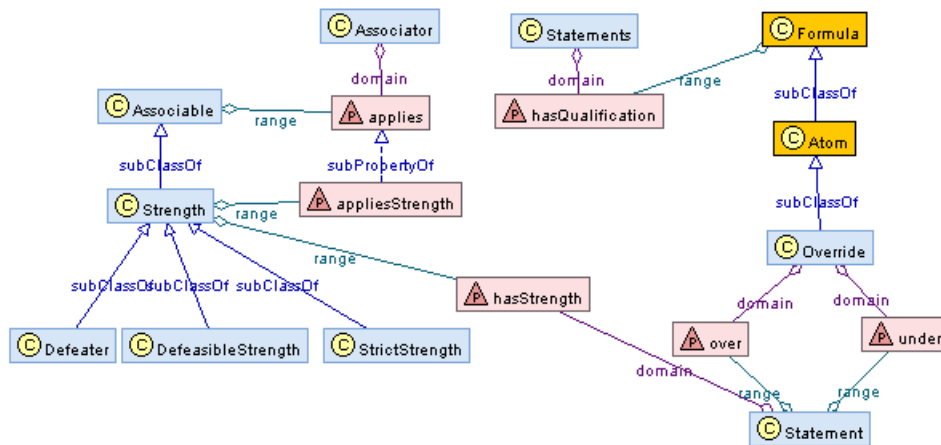 C Associator
C Statements
C Formula
domain
domain
range
subClassOf
C Associable
range
P applies
P hasQualification
C Atom
subClassOf
subPropertyOf
subClassOf
C Strength
range
P appliesStrength
C Override
range
domain
domain
subClassOf
subClassOf
subClassOf
P hasStrength
P over
P under
C Defeater
C DefeasibleStrength
C StrictStrength
domain
range
range
C Statement